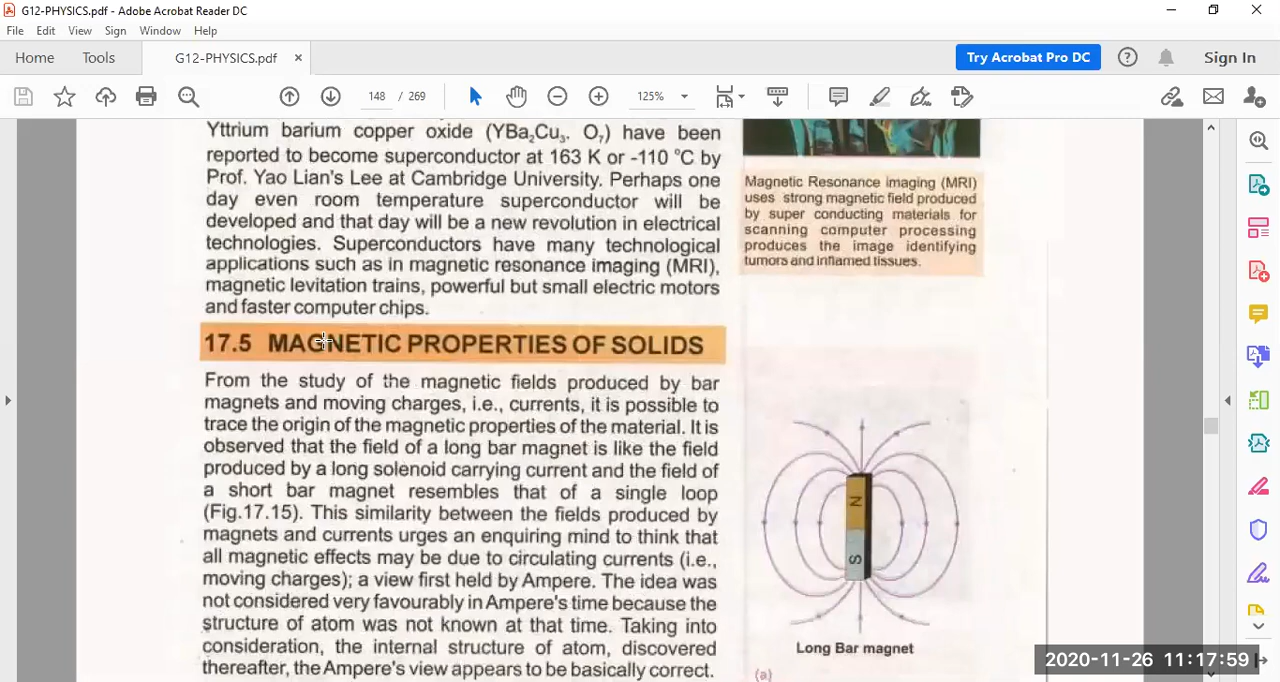 G12-PHYSICS.pdf - Adobe Acrobat Reader DC
File Edit View Sign Window Help
Home Tools G12-PHYSICS.pdf × Try Acrobat Pro DC Sign In
148 / 269 125%
Yttrium barium copper oxide (YBa₂Cu₃. O₇) have been
reported to become superconductor at 163 K or -110 °C by
Prof. Yao Lian's Lee at Cambridge University. Perhaps one
day even room temperature superconductor will be
developed and that day will be a new revolution in electrical
technologies. Superconductors have many technological
applications such as in magnetic resonance imaging (MRI),
magnetic levitation trains, powerful but small electric motors
and faster computer chips.
17.5 MAGNETIC PROPERTIES OF SOLIDS
From the study of the magnetic fields produced by bar
magnets and moving charges, i.e., currents, it is possible to
trace the origin of the magnetic properties of the material. It is
observed that the field of a long bar magnet is like the field
produced by a long solenoid carrying current and the field of
a short bar magnet resembles that of a single loop
(Fig.17.15). This similarity between the fields produced by
magnets and currents urges an enquiring mind to think that
all magnetic effects may be due to circulating currents (i.e.,
moving charges); a view first held by Ampere. The idea was
not considered very favourably in Ampere's time because the
structure of atom was not known at that time. Taking into
consideration, the internal structure of atom, discovered
thereafter, the Ampere's view appears to be basically correct.
Magnetic Resonance imaging (MRI)
uses strong magnetic field produced
by super conducting materials for
scanning computer processing
produces the image identifying
tumors and inflamed tissues.
N
S
Long Bar magnet
(a)
2020-11-26 11:17:59